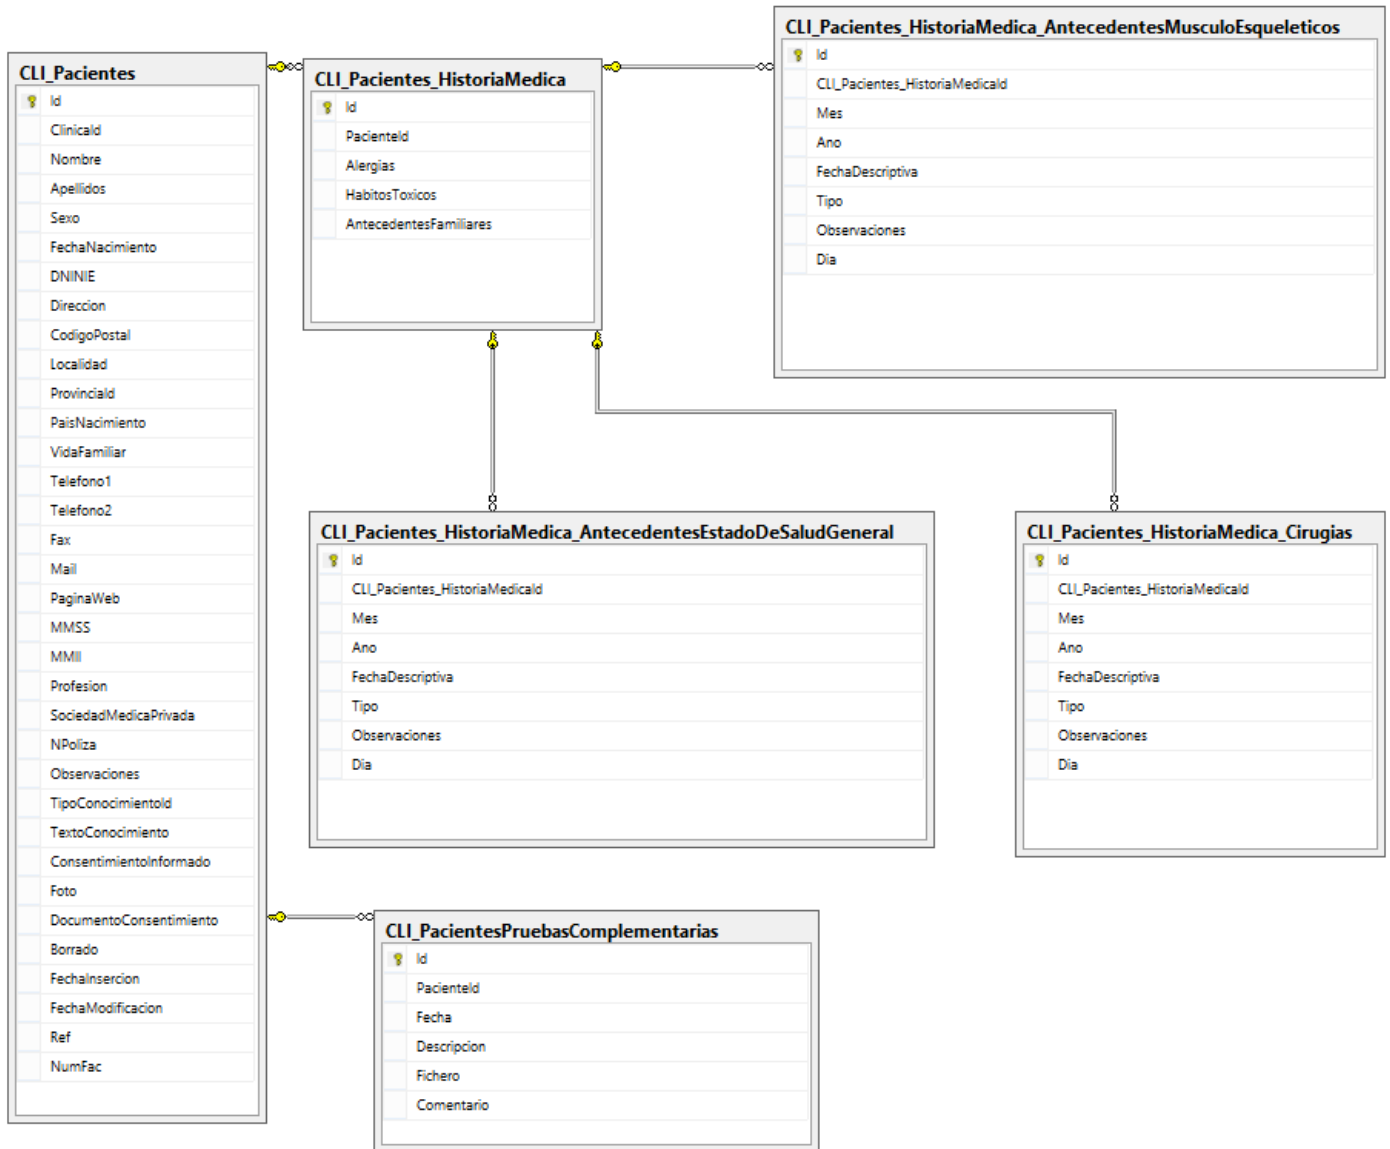 CLI_Pacientes
Id
ClinicaId
Nombre
Apellidos
Sexo
FechaNacimiento
DNINIE
Direccion
CodigoPostal
Localidad
ProvinciaId
PaisNacimiento
VidaFamiliar
Telefono1
Telefono2
Fax
Mail
PaginaWeb
MMSS
MMII
Profesion
SociedadMedicaPrivada
NPoliza
Observaciones
TipoConocimientoId
TextoConocimiento
ConsentimientoInformado
Foto
DocumentoConsentimiento
Borrado
FechaInsercion
FechaModificacion
Ref
NumFac
CLI_Pacientes_HistoriaMedica
Id
PacienteId
Alergias
HabitosToxicos
AntecedentesFamiliares
CLI_Pacientes_HistoriaMedica_AntecedentesMusculoEsqueleticos
Id
CLI_Pacientes_HistoriaMedicaId
Mes
Ano
FechaDescriptiva
Tipo
Observaciones
Dia
CLI_Pacientes_HistoriaMedica_AntecedentesEstadoDeSaludGeneral
Id
CLI_Pacientes_HistoriaMedicaId
Mes
Ano
FechaDescriptiva
Tipo
Observaciones
Dia
CLI_Pacientes_HistoriaMedica_Cirugias
Id
CLI_Pacientes_HistoriaMedicaId
Mes
Ano
FechaDescriptiva
Tipo
Observaciones
Dia
CLI_PacientesPruebasComplementarias
Id
PacienteId
Fecha
Descripcion
Fichero
Comentario